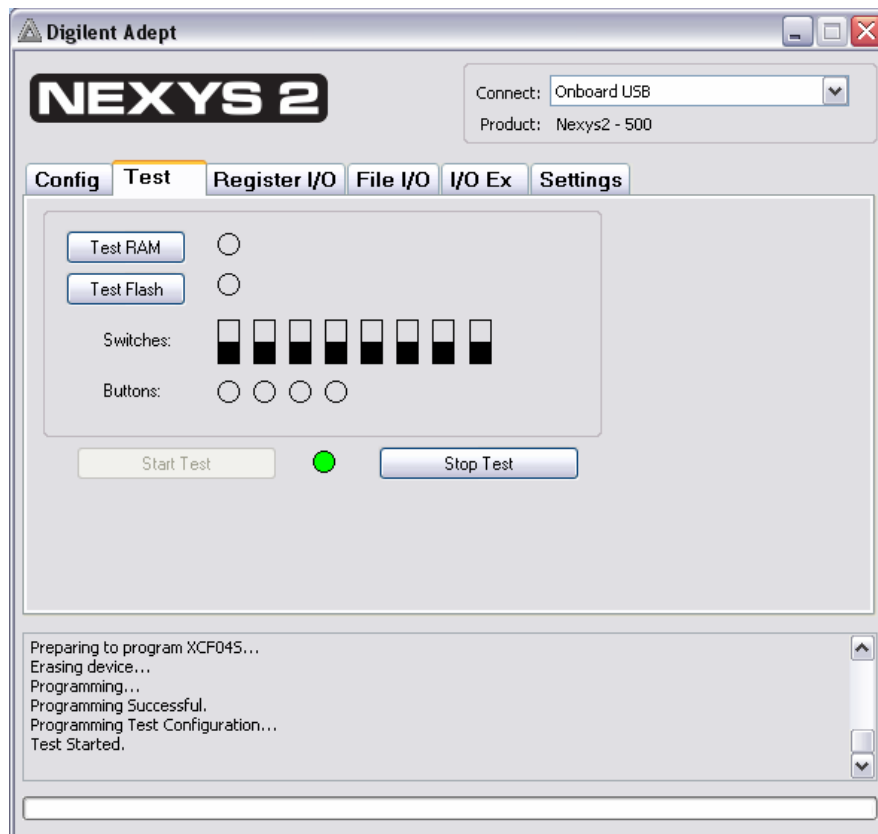 Digilent Adept
NEXYS 2
Connect: Onboard USB
Product: Nexys2 - 500
Config Test Register I/O File I/O I/O Ex Settings
Test RAM
Test Flash
Switches:
Buttons:
Start Test Stop Test
Preparing to program XCF04S...
Erasing device...
Programming...
Programming Successful.
Programming Test Configuration...
Test Started.